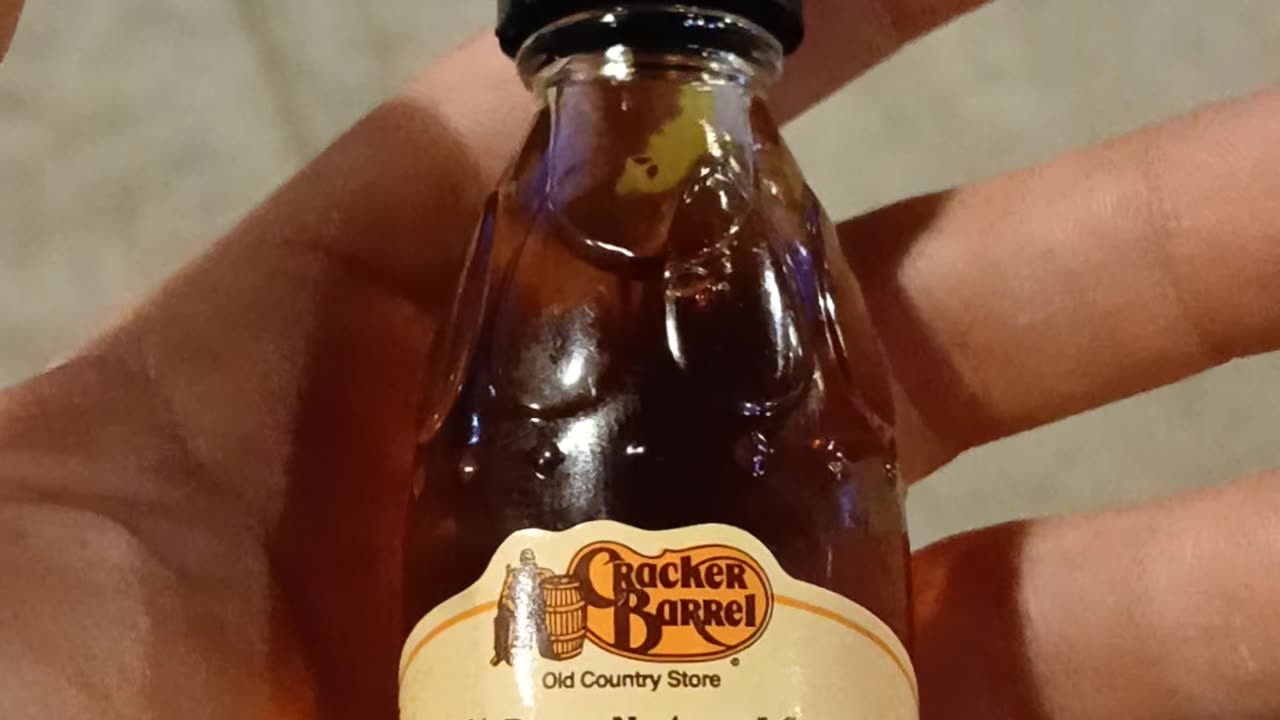 Cracker
Barrel
Old Country Store